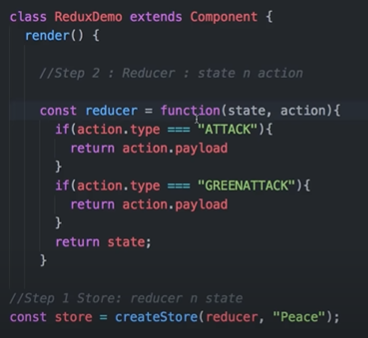 class ReduxDemo extends Component {
render() {
//Step 2 : Reducer : state n action
const reducer = function(state, action){
if(action.type === "ATTACK"){
return action.payload
}
if(action.type === "GREENATTACK"){
return action.payload
}
return state;
}
//Step 1 Store: reducer n state
const store = createStore(reducer, "Peace");